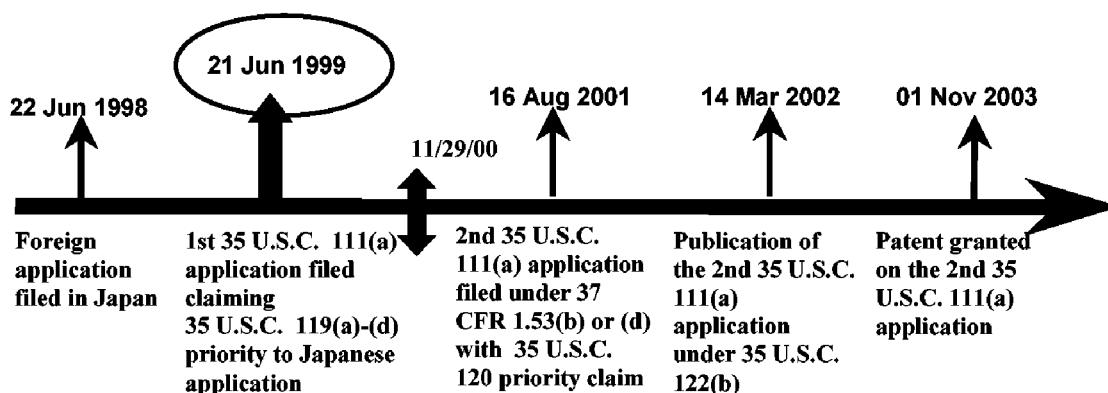 22 Jun 1998
21 Jun 1999
11/29/00
16 Aug 2001
14 Mar 2002
01 Nov 2003
Foreign
application
filed in Japan
1st 35 U.S.C. 111(a)
application filed
claiming
35 U.S.C. 119(a)-(d)
priority to Japanese
application
2nd 35 U.S.C.
111(a) application
filed under 37
CFR 1.53(b) or (d)
with 35 U.S.C.
120 priority claim
Publication of
the 2nd 35 U.S.C.
111(a)
application
under 35 U.S.C.
122(b)
Patent granted
on the 2nd 35
U.S.C. 111(a)
application